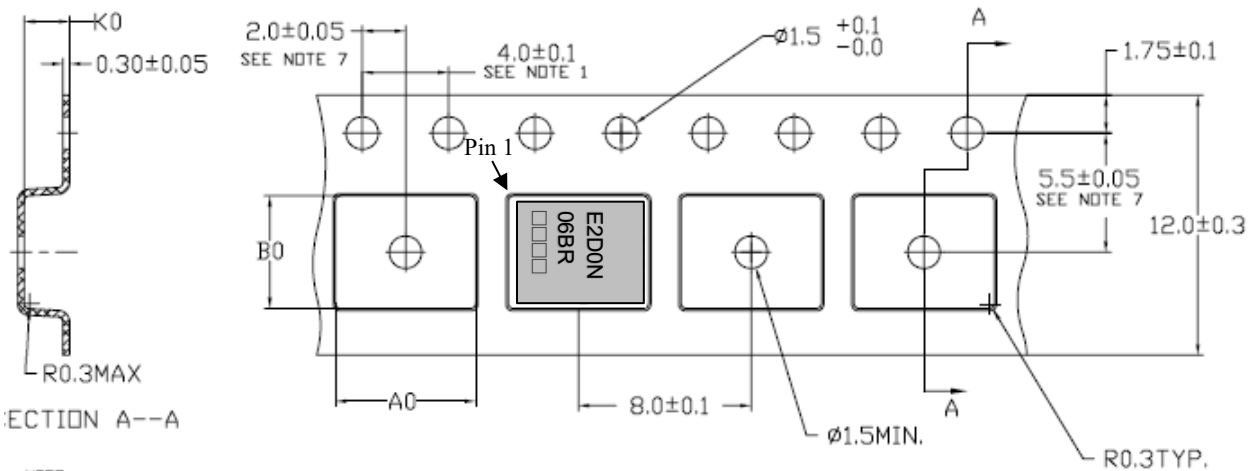 K0
0.30±0.05
2.0±0.05
SEE NOTE 7
4.0±0.1
SEE NOTE 1
Ø1.5 +0.1
-0.0
A
1.75±0.1
Pin 1
5.5±0.05
SEE NOTE 7
12.0±0.3
B0
E2D0N
06BR
□□□□
R0.3MAX
A0
8.0±0.1
A
Ø1.5MIN.
R0.3TYP.
ECTION A--A